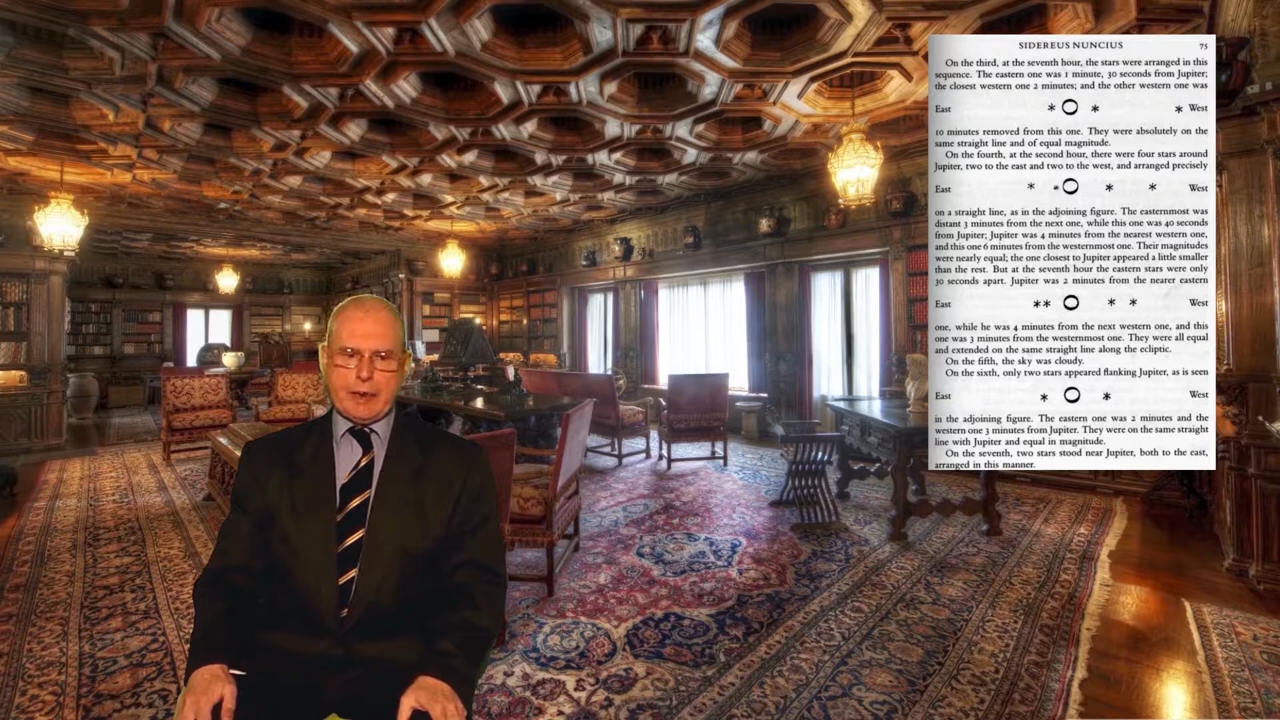 SIDEREUS NUNCIUS 75
On the third, at the seventh hour, the stars were arranged in this
sequence. The eastern one was 1 minute, 30 seconds from Jupiter;
the closest western one 2 minutes; and the other western one was
East * O * * West
10 minutes removed from this one. They were absolutely on the
same straight line and of equal magnitude.
On the fourth, at the second hour, there were four stars around
Jupiter, two to the east and two to the west, and arranged precisely
East * * O * * West
on a straight line, as in the adjoining figure. The easternmost was
distant 3 minutes from the next one, while this one was 40 seconds
from Jupiter; Jupiter was 4 minutes from the nearest western one,
and this one 6 minutes from the westernmost one. Their magnitudes
were nearly equal; the one closest to Jupiter appeared a little smaller
than the rest. But at the seventh hour the eastern stars were only
30 seconds apart. Jupiter was 2 minutes from the nearer eastern
East ** O * * West
one, while he was 4 minutes from the next western one, and this
one was 3 minutes from the westernmost one. They were all equal
and extended on the same straight line along the ecliptic.
On the fifth, the sky was cloudy.
On the sixth, only two stars appeared flanking Jupiter, as is seen
East * O * West
in the adjoining figure. The eastern one was 2 minutes and the
western one 3 minutes from Jupiter. They were on the same straight
line with Jupiter and equal in magnitude.
On the seventh, two stars stood near Jupiter, both to the east,
arranged in this manner.